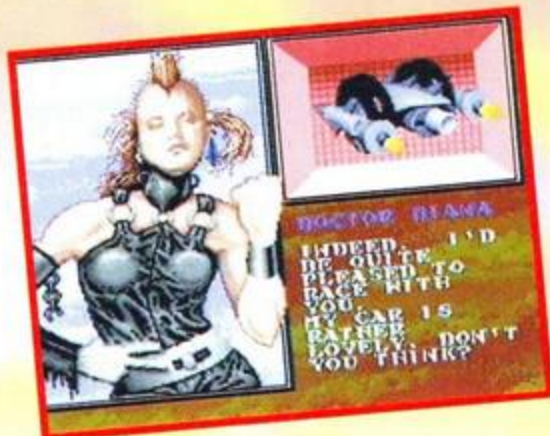 DOCTOR DIANA
INDEED. I'D
BE QUITE
PLEASED TO
RACE WITH
YOU.
MY CAR IS
RATHER
LOVELY. DON'T
YOU THINK?